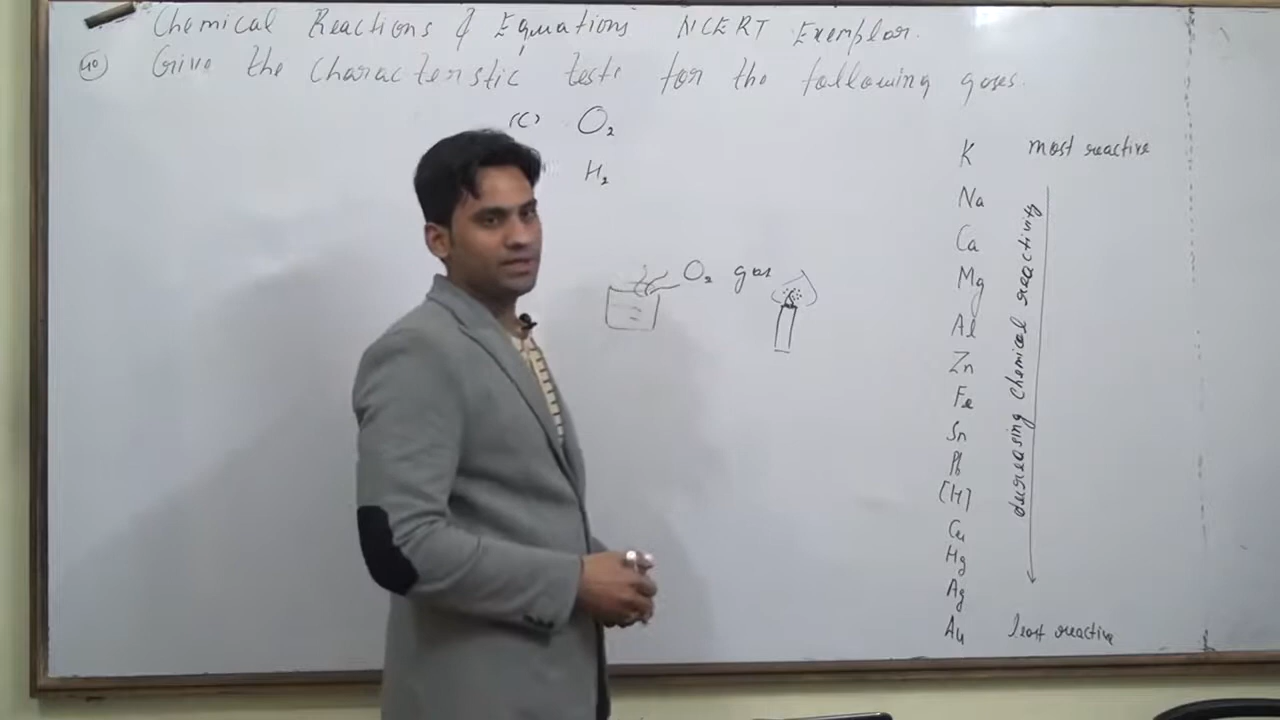 Chemical Reactions & Equations NCERT Exemplar.
40 Give the characteristic tests for the following gases.
(C) O2
H2
O2 gas
K most reactive
Na
Ca
Mg
Al
Zn
Fe
Sn
Pb
[H]
Cu
Hg
Ag
Au least reactive
decreasing chemical reactivity